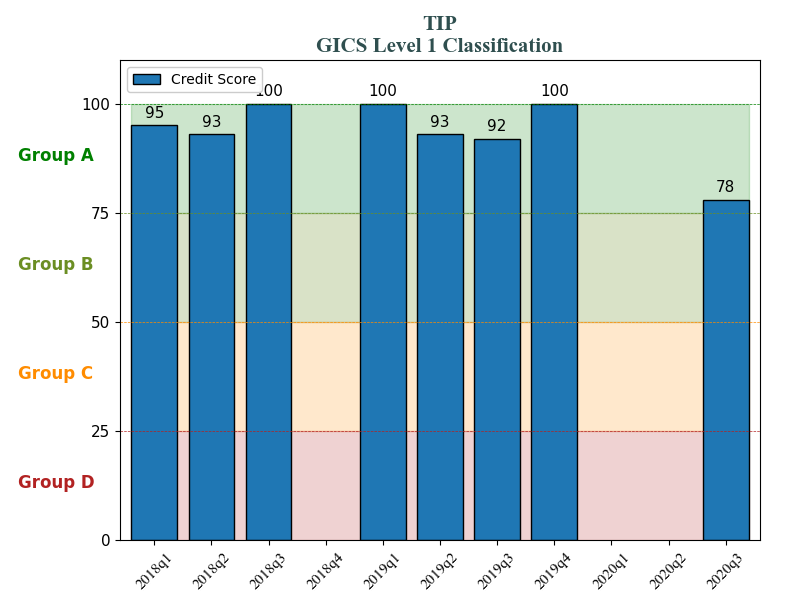 TIP
GICS Level 1 Classification
Credit Score
100
95
93
100
100
93
92
100
78
Group A
75
Group B
50
Group C
25
Group D
0
2018q1 2018q2 2018q3 2018q4 2019q1 2019q2 2019q3 2019q4 2020q1 2020q2 2020q3